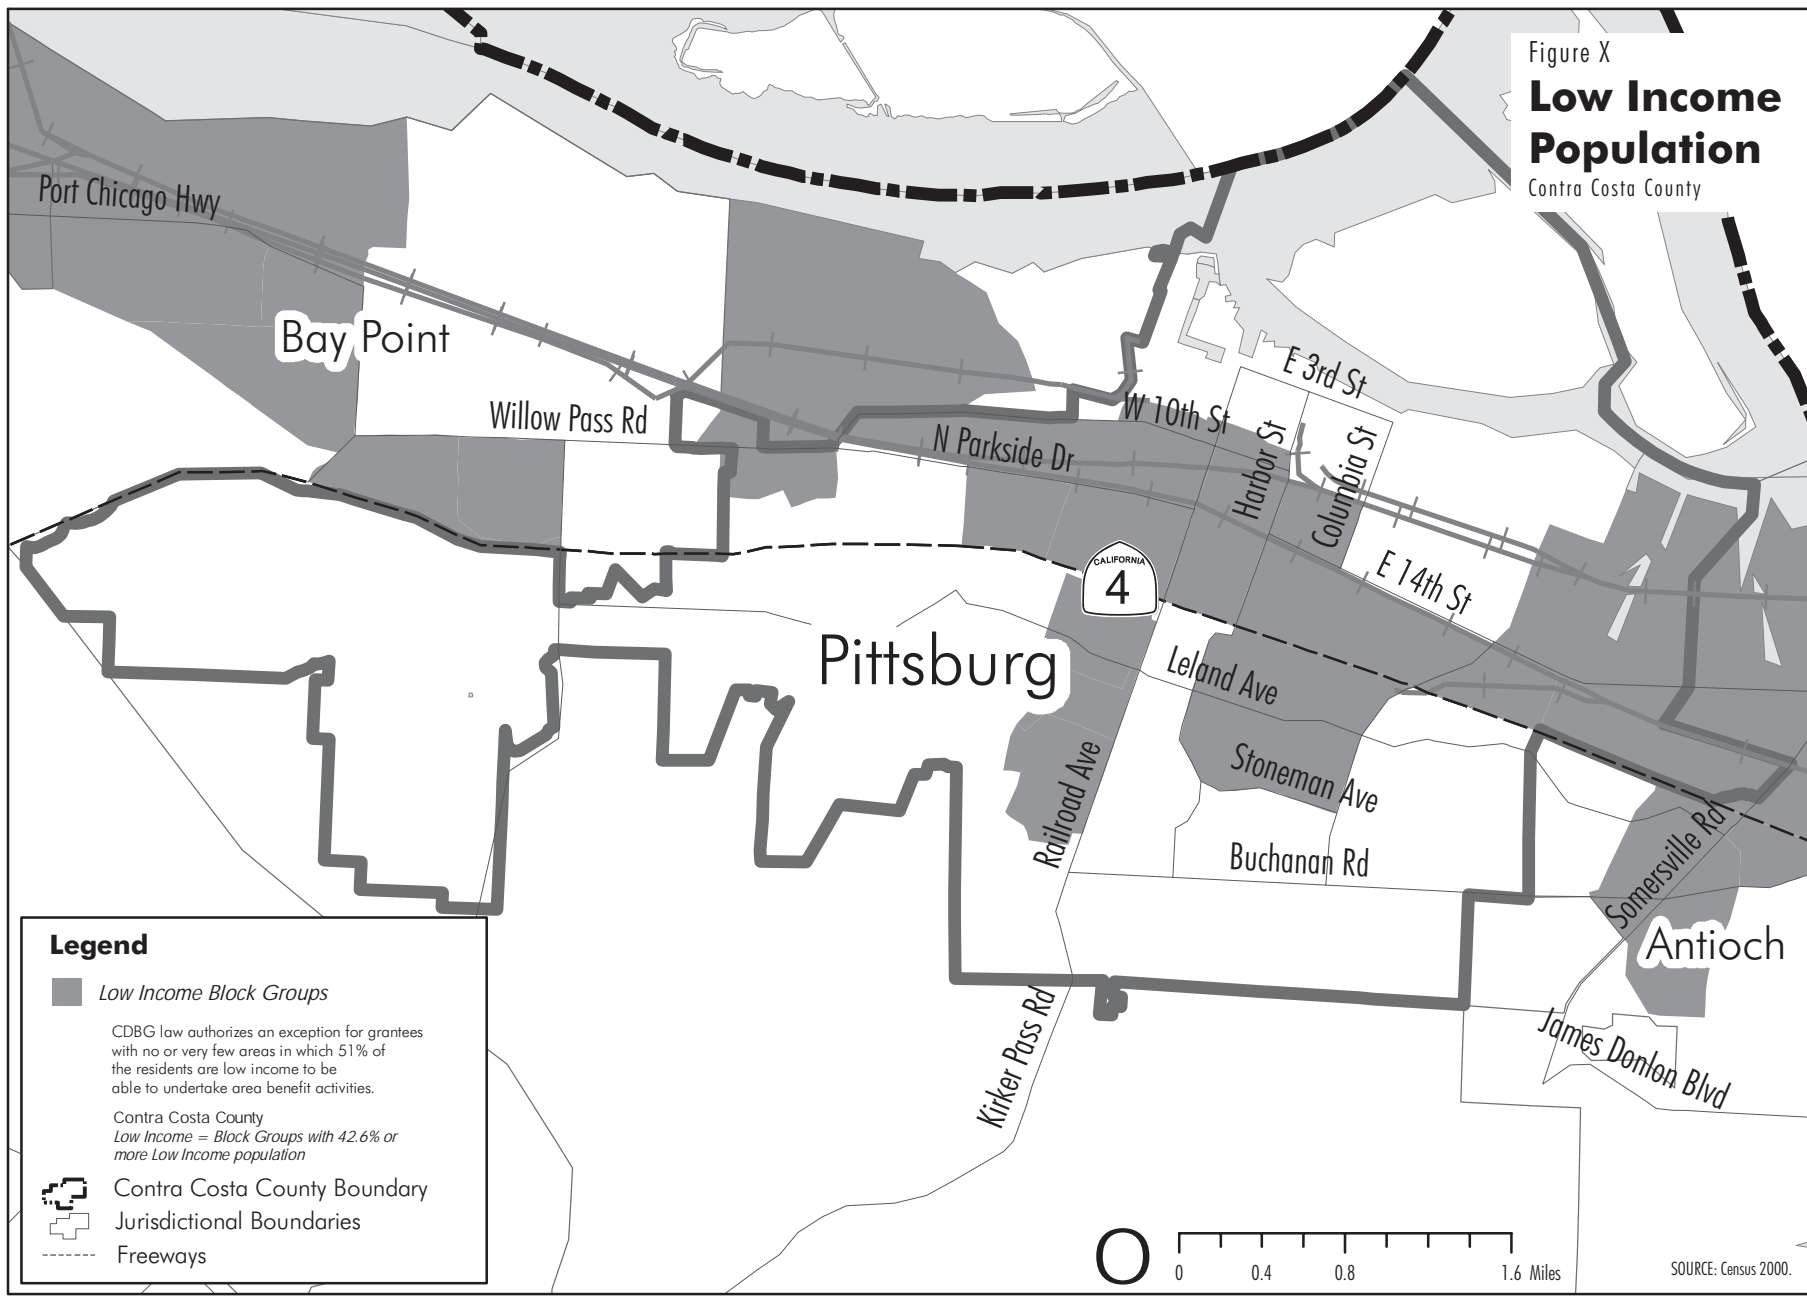 Figure X
Low Income
Population
Contra Costa County
Port Chicago Hwy
Bay Point
Willow Pass Rd
E 3rd St
W 10th St
N Parkside Dr
Harbor St
Columbia St
CALIFORNIA
4
E 14th St
Pittsburg
Leland Ave
Stoneman Ave
Railroad Ave
Buchanan Rd
Somersville Rd
Antioch
Kirker Pass Rd
James Donlon Blvd
Legend
Low Income Block Groups
CDBG law authorizes an exception for grantees
with no or very few areas in which 51% of
the residents are low income to be
able to undertake area benefit activities.
Contra Costa County
Low Income = Block Groups with 42.6% or
more Low Income population
Contra Costa County Boundary
Jurisdictional Boundaries
Freeways
O
0 0.4 0.8 1.6 Miles
SOURCE: Census 2000.